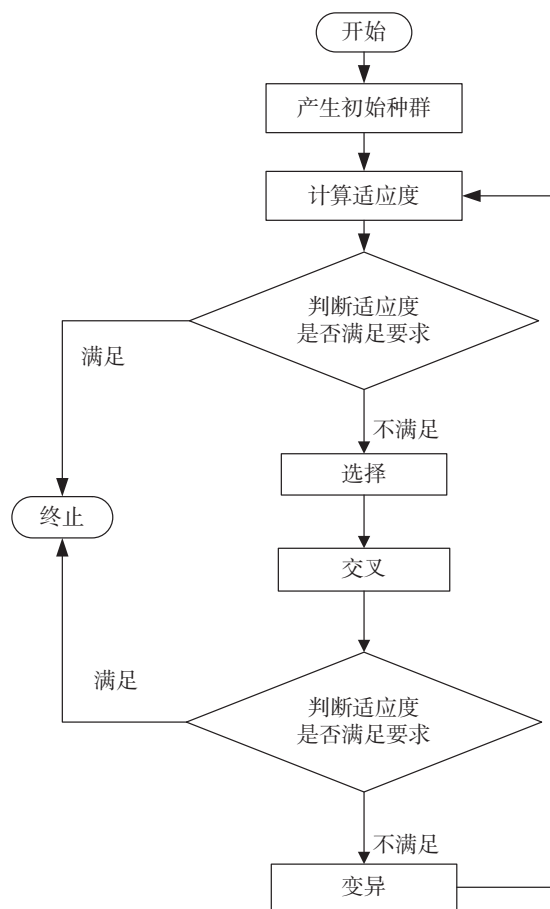 开始
产生初始种群
计算适应度
判断适应度
是否满足要求
满足
不满足
选择
终止
交叉
满足
判断适应度
是否满足要求
不满足
变异